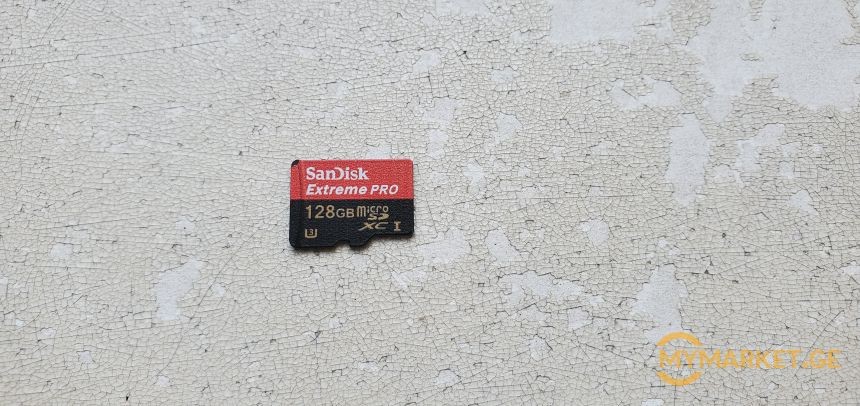 SanDisk
Extreme PRO
128GB micro SD
3 XC I
MYMARKET.GE